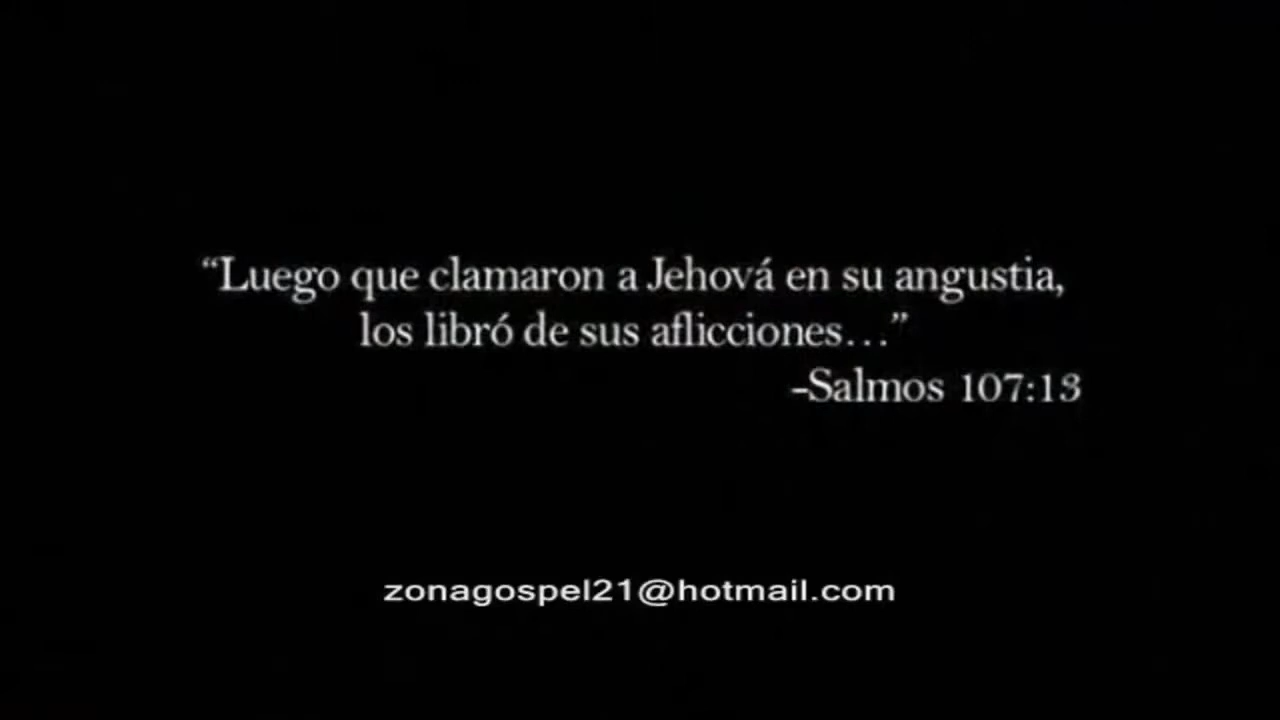 “Luego que clamaron a Jehová en su angustia,
los libró de sus aflicciones...”
-Salmos 107:13
zonagospel21@hotmail.com